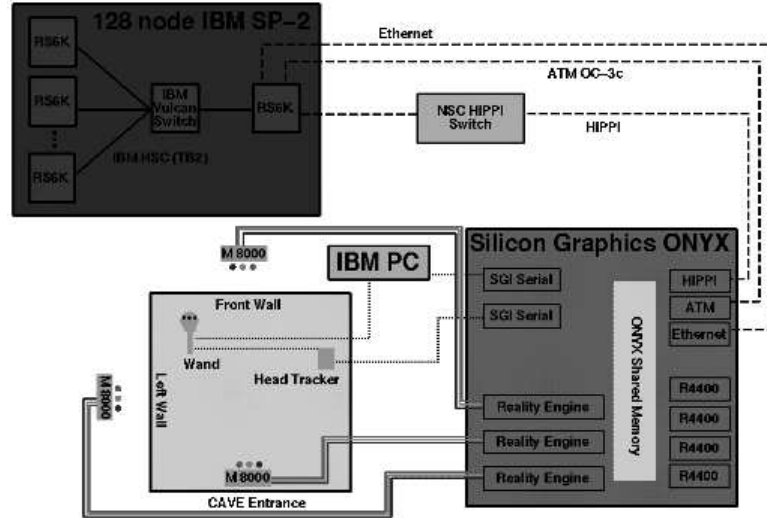 128 node IBM SP-2
Ethernet
RS6K
ATM OC-3c
RS6K
IBM
Vulcan
Switch
RS6K
NSC HIPPI
Switch
HIPPI
IBM HSC (TB2)
RS6K
M 8000
Silicon Graphics ONYX
IBM PC
SGI Serial
HIPPI
Front Wall
ATM
SGI Serial
Ethernet
Wand
Head Tracker
Left Wall
ONYX Shared Memory
M 8000
R4400
Reality Engine
R4400
Reality Engine
R4400
M 8000
Reality Engine
R4400
CAVE Entrance